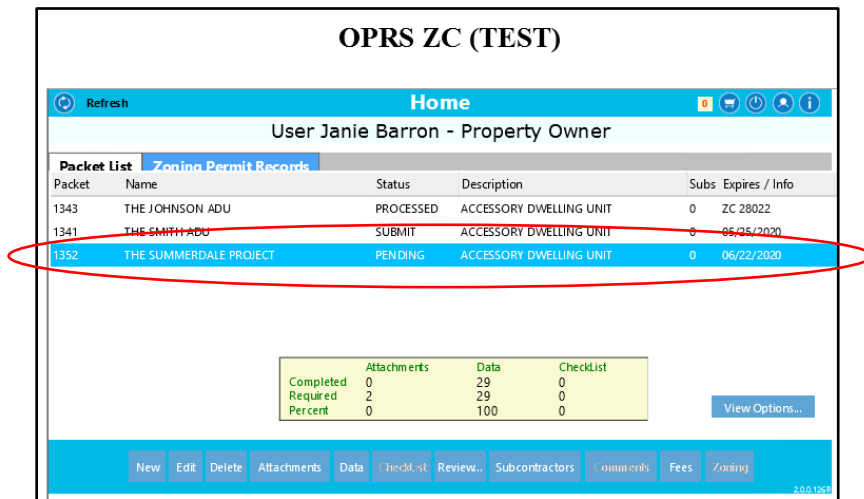 OPRS ZC (TEST)
Refresh Home 0
User Janie Barron - Property Owner
Packet List Zoning Permit Records
Packet Name Status Description Subs Expires / Info
1343 THE JOHNSON ADU PROCESSED ACCESSORY DWELLING UNIT 0 ZC 28022
1341 THE SMITH ADU SUBMIT ACCESSORY DWELLING UNIT 0 05/25/2020
1352 THE SUMMERDALE PROJECT PENDING ACCESSORY DWELLING UNIT 0 06/22/2020
Attachments Data CheckList
Completed 0 29 0
Required 2 29 0
Percent 0 100 0
View Options...
New Edit Delete Attachments Data CheckList Review... Subcontractors Comments Fees Zoning
2.0.0.126R